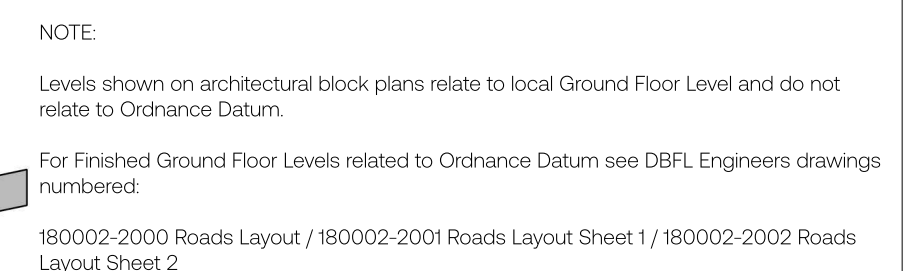 NOTE:
Levels shown on architectural block plans relate to local Ground Floor Level and do not
relate to Ordnance Datum.
For Finished Ground Floor Levels related to Ordnance Datum see DBFL Engineers drawings
numbered:
180002-2000 Roads Layout / 180002-2001 Roads Layout Sheet 1 / 180002-2002 Roads
Layout Sheet 2